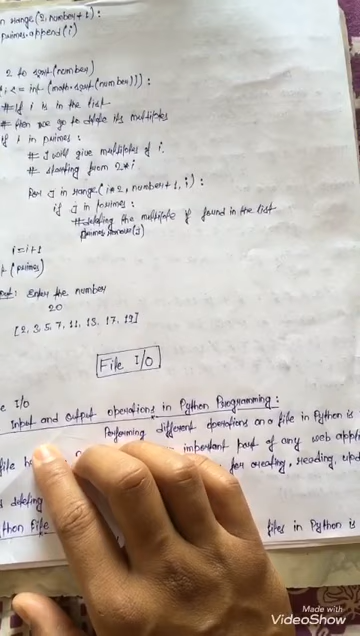 n range(2, number+1):
primes.append(i)
2 to sqrt(number)
i <= int (math.sqrt(number))):
# If i is in the list
# then we go to delete its multiples
if i in primes:
# J will give multiples of i.
# starting from 2*i
For J in range(i*2, number+1, i):
if J in primes:
# deleting the multiple if found in the list
primes.remove(J)
i=i+1
(primes)
Enter the number
20
[2, 3, 5, 7, 11, 13, 17, 19]
File I/O
e I/O
Input and output operations in Python Programming:
Performing different operations on a file in Python is
file important part of any web appli
for creating, reading, upd
deleting
thon File files in Python is
Made with
VideoShow